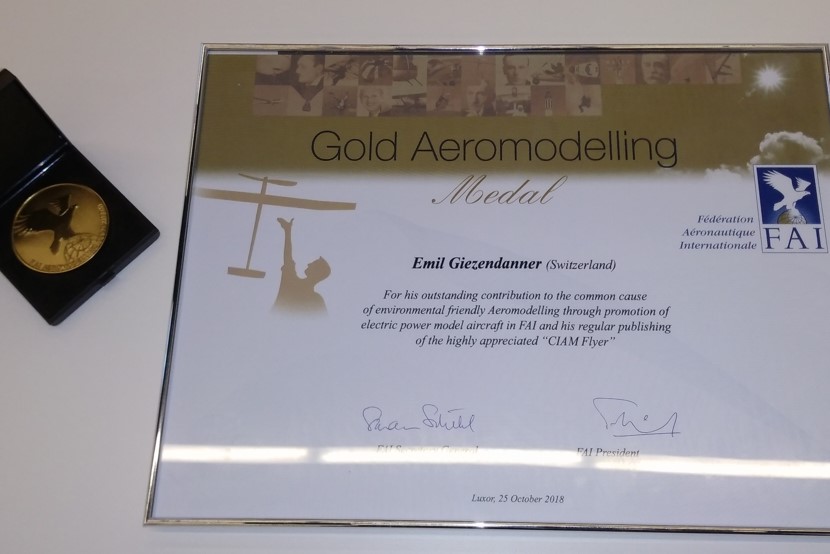 Gold Aeromodelling
Medal
Fédération
Aéronautique
Internationale
FAI
Emil Giezendanner (Switzerland)
For his outstanding contribution to the common cause
of environmental friendly Aeromodelling through promotion of
electric power model aircraft in FAI and his regular publishing
of the highly appreciated "CIAM Flyer"
FAI President
Luxor, 25 October 2018